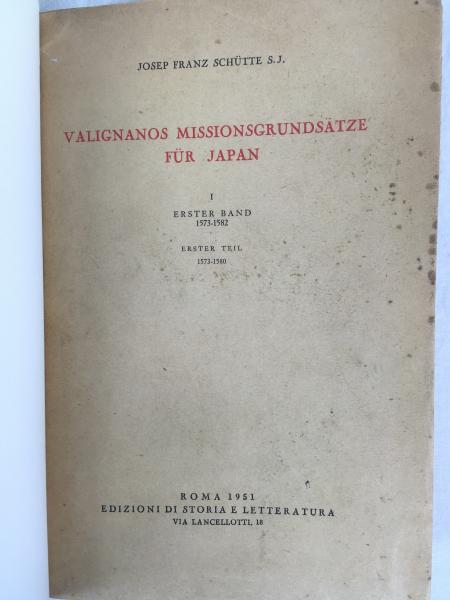 JOSEP FRANZ SCHÜTTE S.J.
VALIGNANOS MISSIONSGRUNDSÄTZE
FÜR JAPAN
I
ERSTER BAND
1573-1582
ERSTER TEIL
1573-1580
ROMA 1951
EDIZIONI DI STORIA E LETTERATURA
VIA LANCELLOTTI, 18